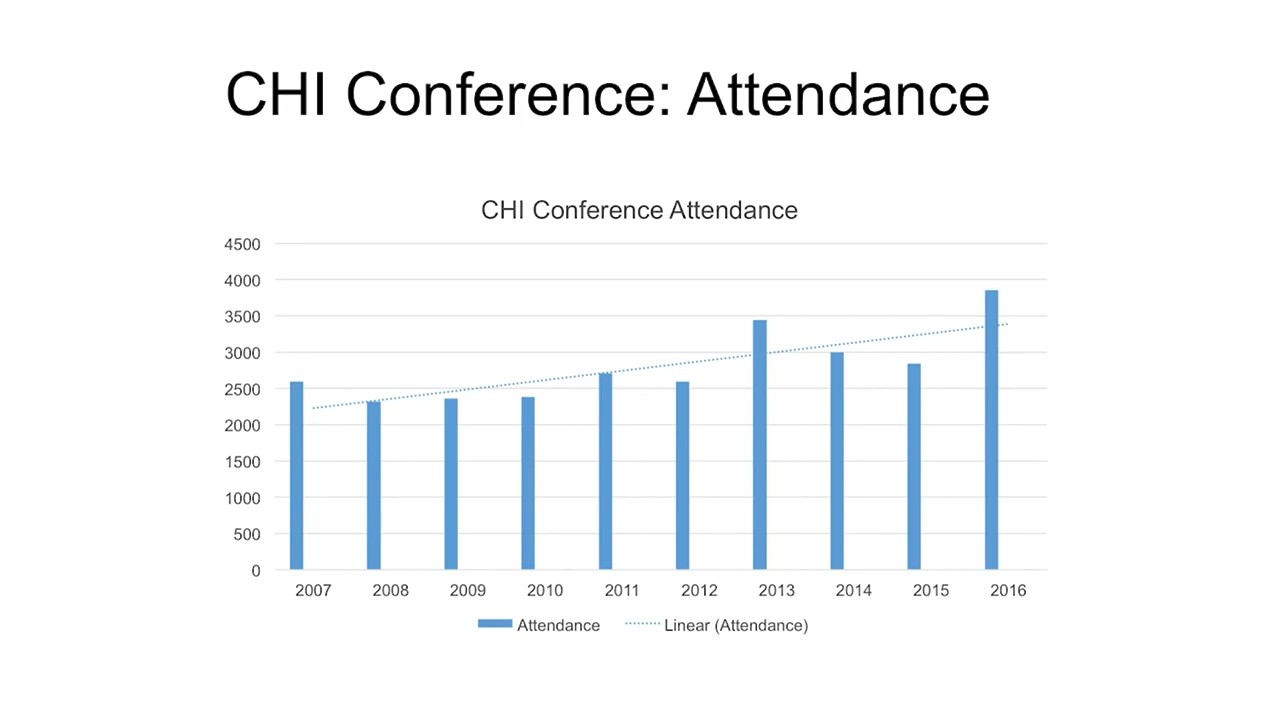 CHI Conference: Attendance
CHI Conference Attendance
4500
4000
3500
3000
2500
2000
1500
1000
500
0
2007 2008 2009 2010 2011 2012 2013 2014 2015 2016
Attendance Linear (Attendance)